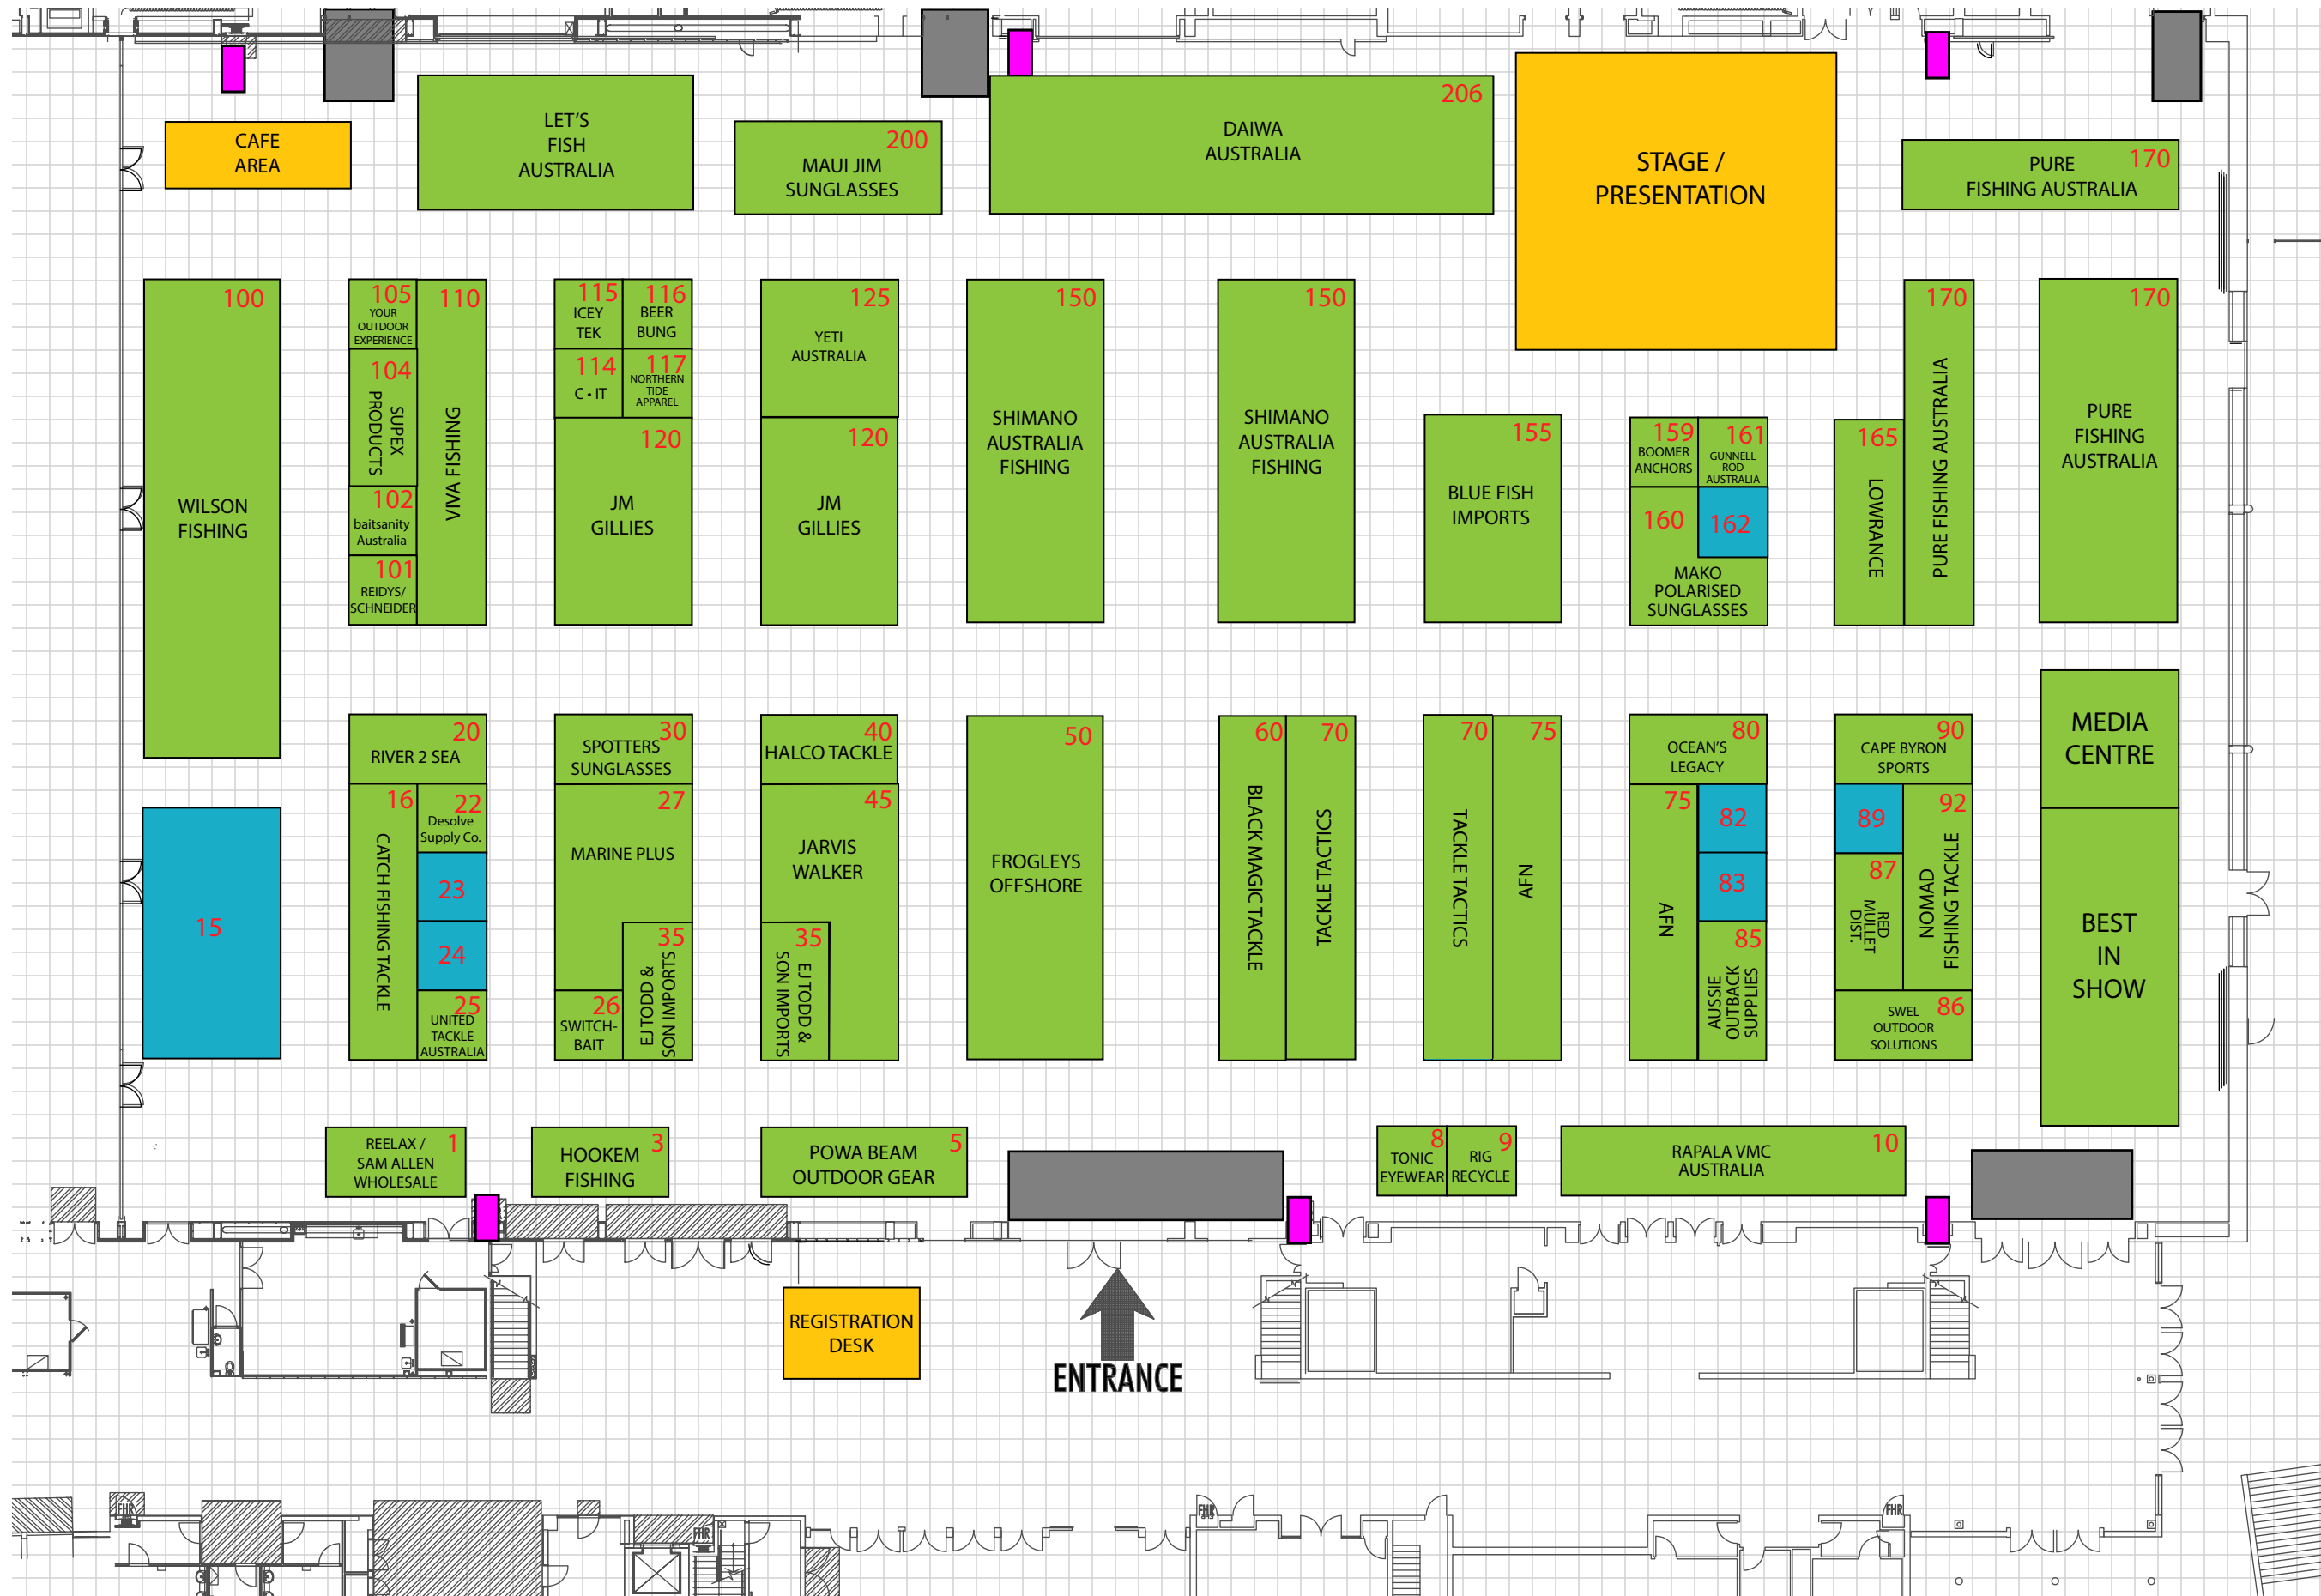 CAFE
AREA
LET'S
FISH
AUSTRALIA
200
MAUI JIM
SUNGLASSES
206
DAIWA
AUSTRALIA
STAGE /
PRESENTATION
170
PURE
FISHING AUSTRALIA
100
WILSON
FISHING
105
YOUR
OUTDOOR
EXPERIENCE
104
SUPEX
PRODUCTS
102
baitsanity
Australia
101
REIDYS/
SCHNEIDER
110
VIVA FISHING
115
ICEY
TEK
116
BEER
BUNG
114
C • IT
117
NORTHERN
TIDE
APPAREL
120
JM
GILLIES
125
YETI
AUSTRALIA
120
JM
GILLIES
150
SHIMANO
AUSTRALIA
FISHING
150
SHIMANO
AUSTRALIA
FISHING
155
BLUE FISH
IMPORTS
159
BOOMER
ANCHORS
161
GUNNELL
ROD
AUSTRALIA
160
162
MAKO
POLARISED
SUNGLASSES
165
LOWRANCE
170
PURE FISHING AUSTRALIA
170
PURE
FISHING
AUSTRALIA
15
20
RIVER 2 SEA
16
CATCH FISHING TACKLE
22
Desolve
Supply Co.
23
24
25
UNITED
TACKLE
AUSTRALIA
30
SPOTTERS
SUNGLASSES
27
MARINE PLUS
35
EJ TODD &
SON IMPORTS
26
SWITCH-
BAIT
40
HALCO TACKLE
45
JARVIS
WALKER
35
EJ TODD &
SON IMPORTS
50
FROGLEYS
OFFSHORE
60
BLACK MAGIC TACKLE
70
TACKLE TACTICS
70
TACKLE TACTICS
75
AFN
80
OCEAN'S
LEGACY
75
AFN
82
83
85
AUSSIE
OUTBACK
SUPPLIES
90
CAPE BYRON
SPORTS
89
92
NOMAD
FISHING TACKLE
87
RED
MULLET
DIST.
86
SWEL
OUTDOOR
SOLUTIONS
MEDIA
CENTRE
BEST
IN
SHOW
1
REELAX /
SAM ALLEN
WHOLESALE
3
HOOKEM
FISHING
5
POWA BEAM
OUTDOOR GEAR
8
TONIC
EYEWEAR
9
RIG
RECYCLE
10
RAPALA VMC
AUSTRALIA
REGISTRATION
DESK
ENTRANCE
FHR
FHR
FHR
FHR